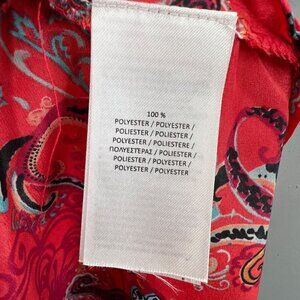 100 %
POLYESTER / POLYESTER /
POLIESTER / POLIESTER /
POLYESTER / POLIESTERE /
ΠΟΛΥΕΣΤΕΡΑΣ / POLIESTER /
POLIESTER / POLYESTER /
POLYESTER / POLYESTER